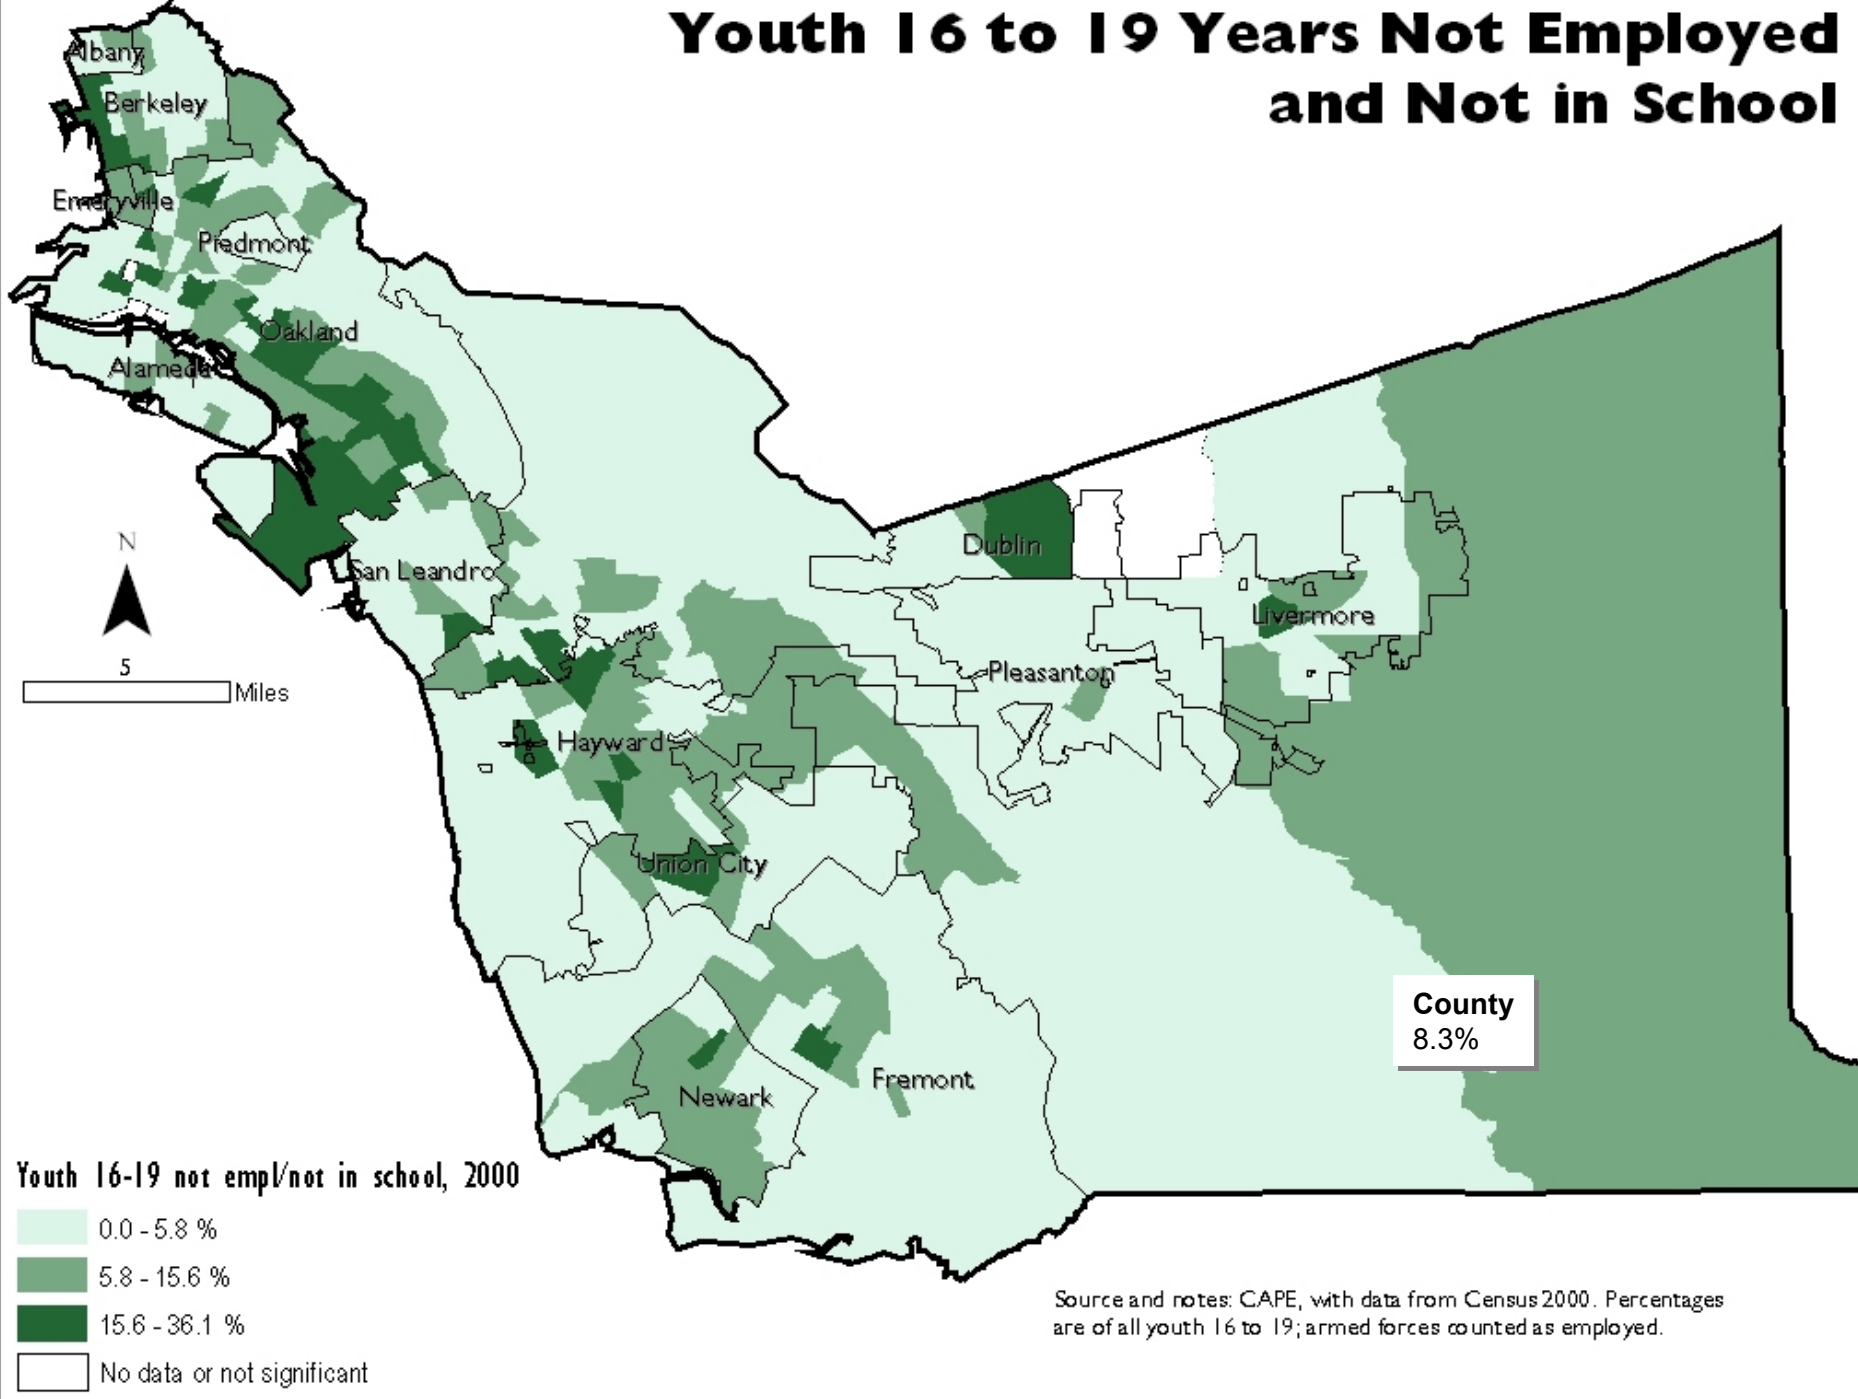 Youth 16 to 19 Years Not Employed
and Not in School
Albany
Berkeley
Emeryville
Piedmont
Oakland
Alameda
N
San Leandro
Dublin
Livermore
5
Miles
Pleasanton
Hayward
Union City
County
8.3%
Fremont
Newark
Youth 16-19 not empl/not in school, 2000
0.0 - 5.8 %
5.8 - 15.6 %
15.6 - 36.1 %
No data or not significant
Source and notes: CAPE, with data from Census 2000. Percentages
are of all youth 16 to 19; armed forces counted as employed.